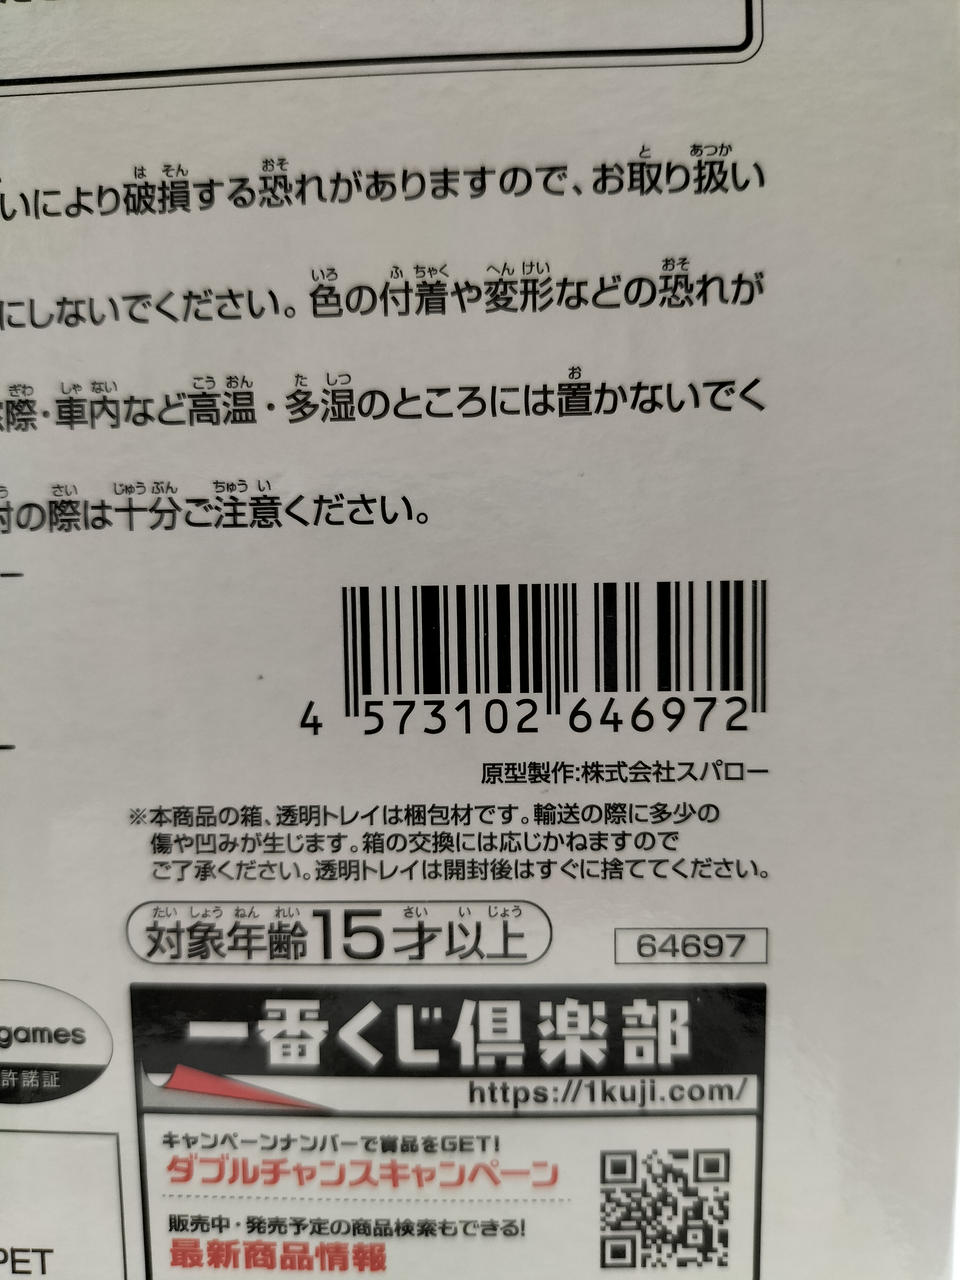 いにより破損する恐れがありますので、お取り扱い
にしないでください。色の付着や変形などの恐れが
際・車内など高温・多湿のところには置かないでく
の際は十分ご注意ください。
4 573102 646972
原型製作:株式会社スパロー
※本商品の箱、透明トレイは梱包材です。輸送の際に多少の
傷や凹みが生じます。箱の交換には応じかねますので
ご了承ください。透明トレイは開封後はすぐに捨ててください。
対象年齢15才以上
64697
games
許諾証
一番くじ倶楽部
https://1kuji.com/
キャンペーンナンバーで賞品をGET!
ダブルチャンスキャンペーン
販売中・発売予定の商品検索もできる!
最新商品情報
PET